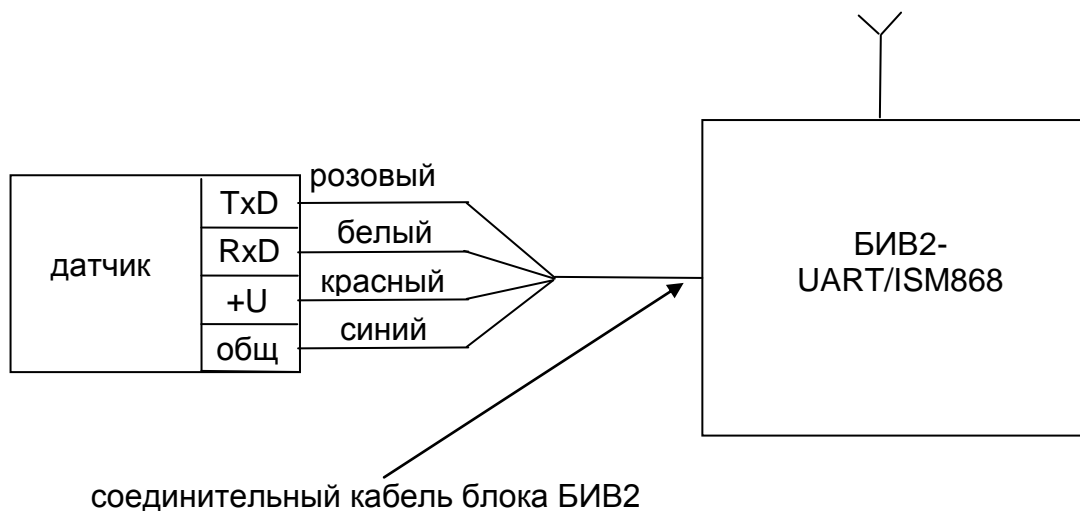 розовый
TxD
белый
RxD
датчик
красный
+U
синий
общ
БИВ2-
UART/ISM868
соединительный кабель блока БИВ2